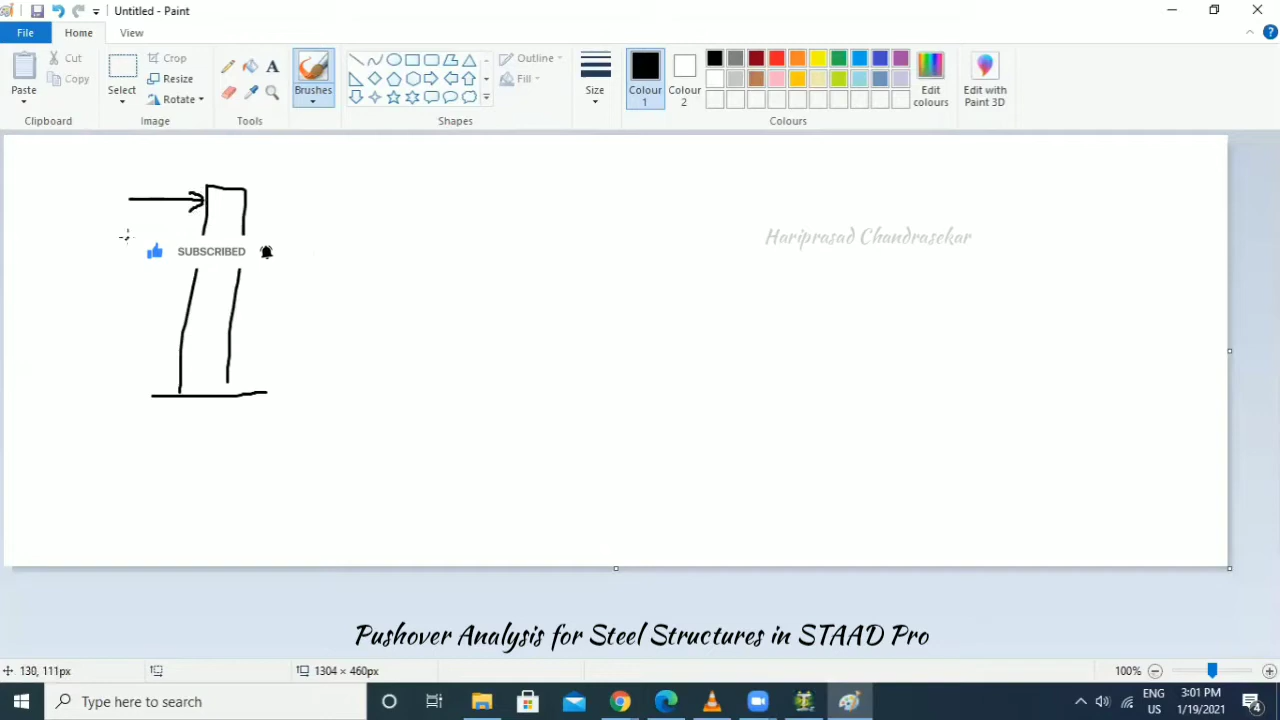 Untitled - Paint
File
Home
View
Paste
Cut
Copy
Clipboard
Select
Crop
Resize
Rotate
Image
A
Tools
Brushes
Outline
Fill
Shapes
Size
Colour 1
Colour 2
Edit colours
Edit with Paint 3D
Colours
Hariprasad Chandrasekar
SUBSCRIBED
Pushover Analysis for Steel Structures in STAAD Pro
130, 111px
1304 × 460px
100%
Type here to search
ENG
US
3:01 PM
1/19/2021
4